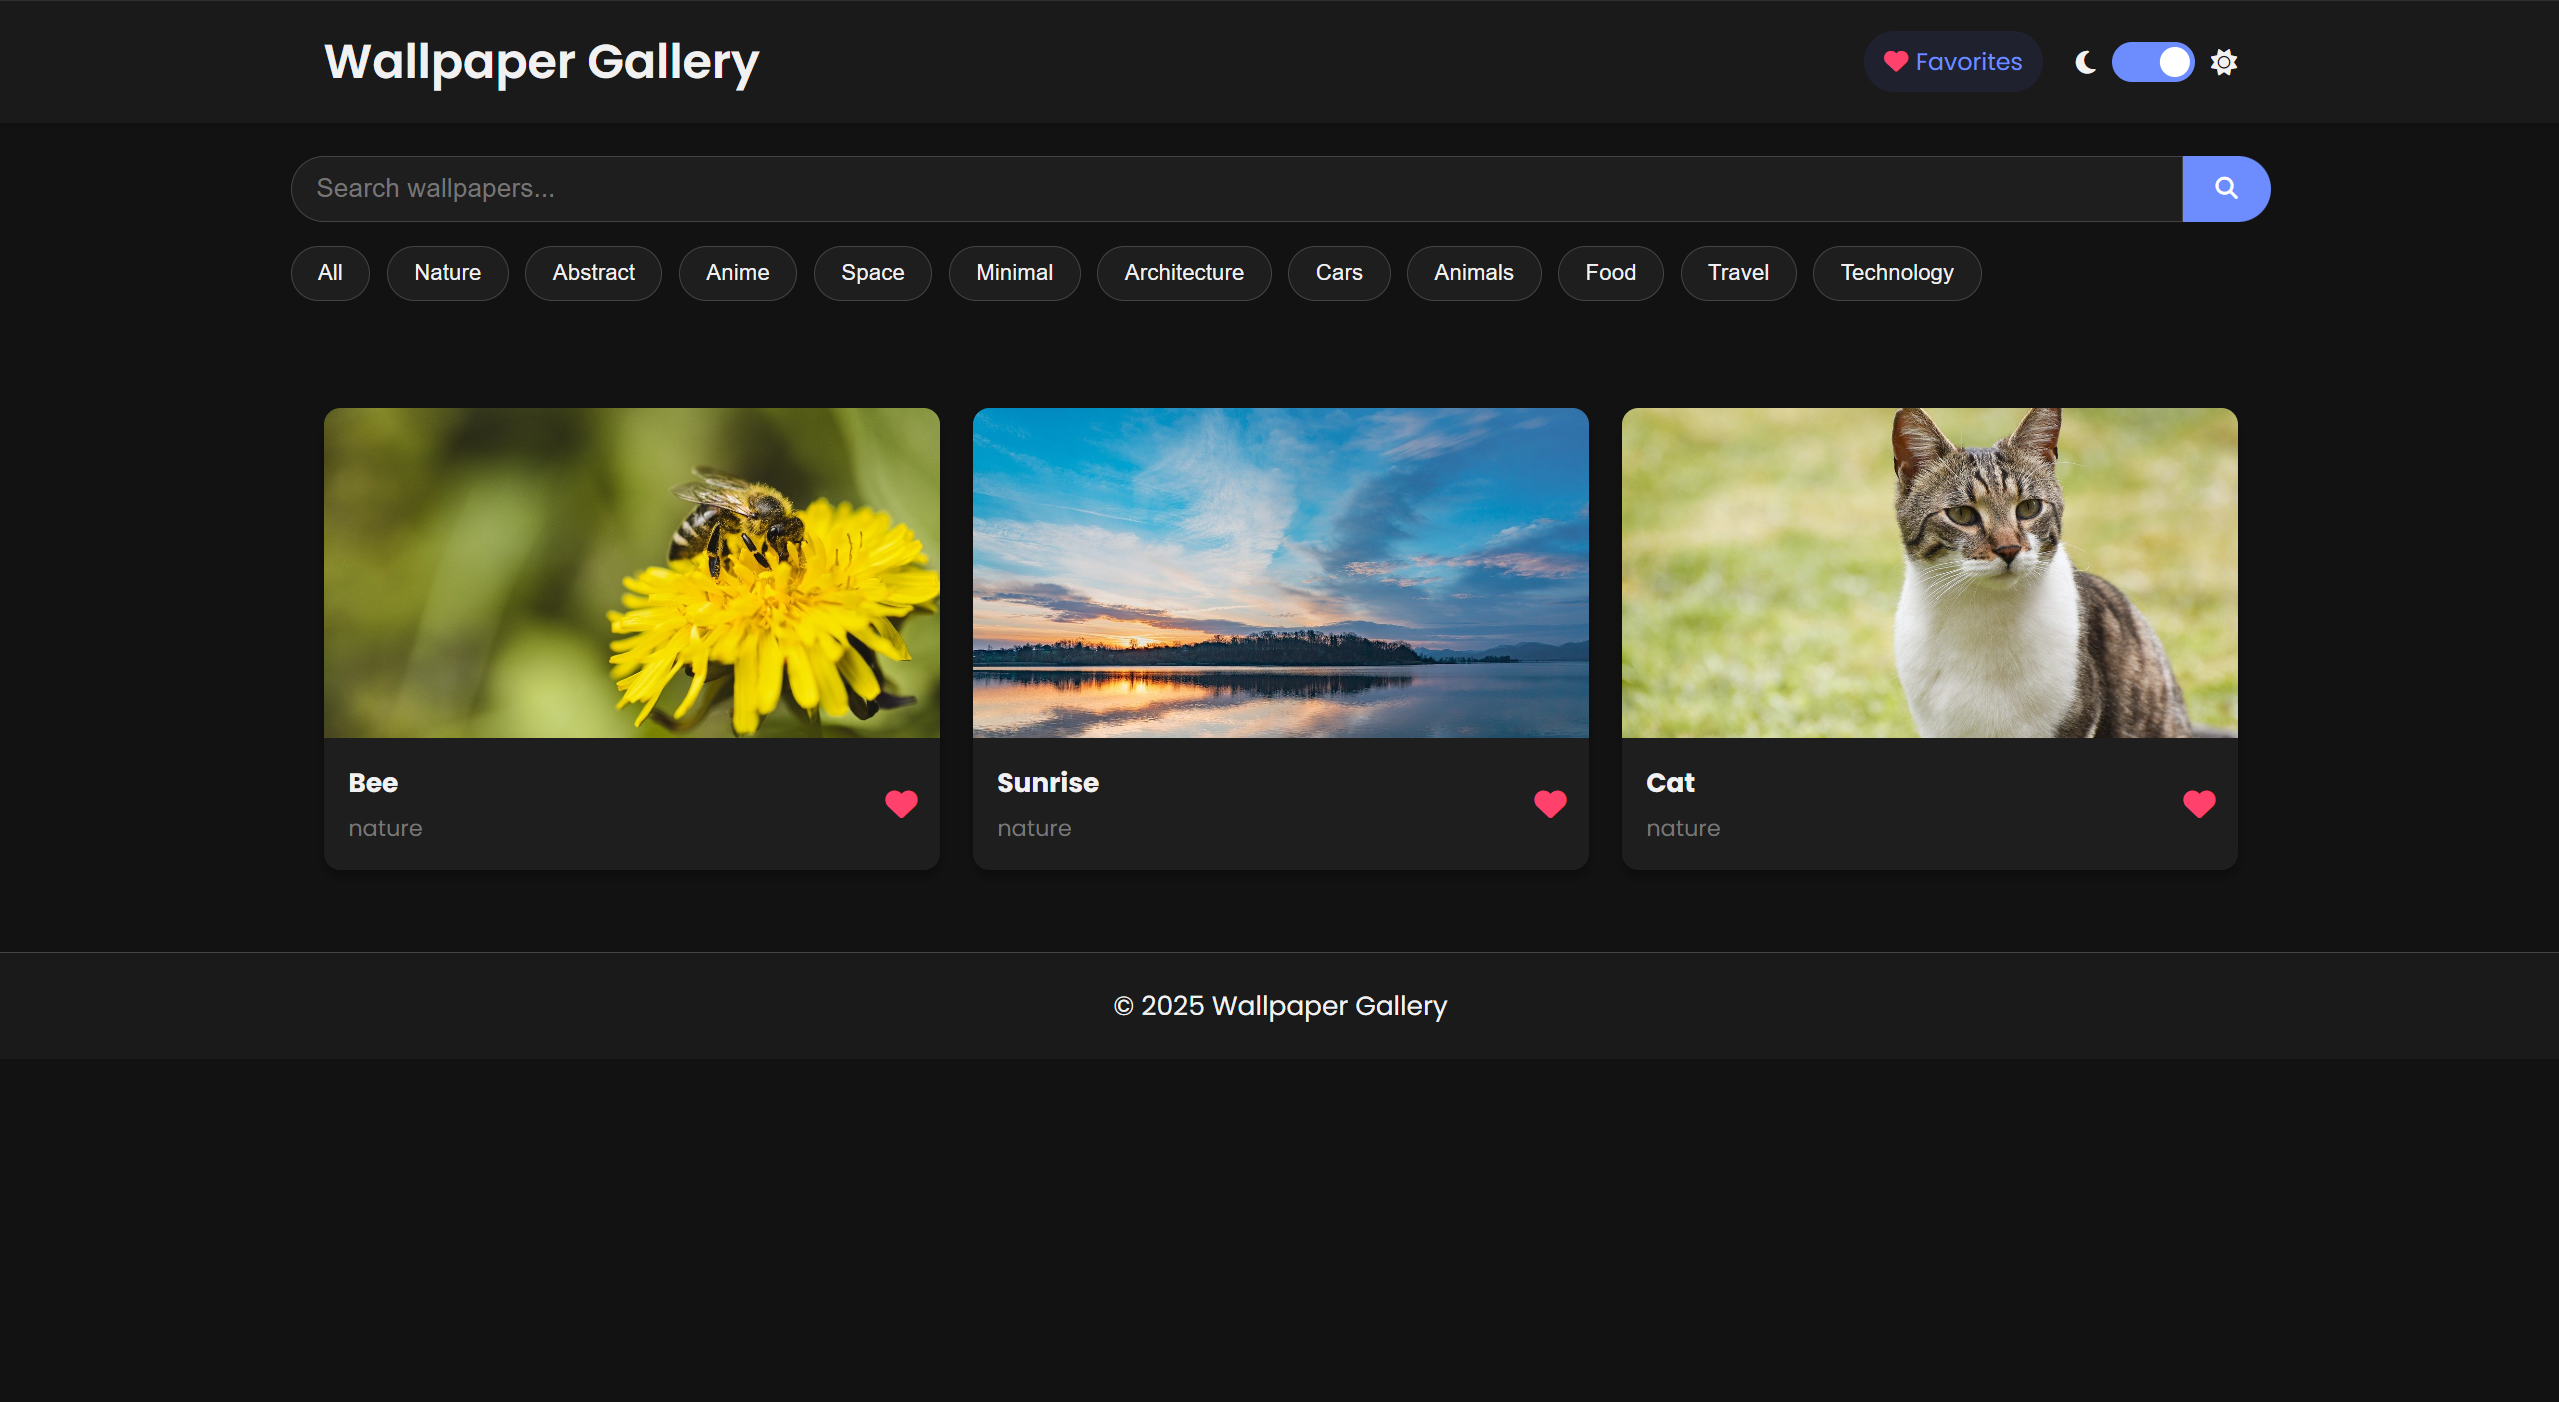 Wallpaper Gallery
Favorites
Search wallpapers...
All Nature Abstract Anime Space Minimal Architecture Cars Animals Food Travel Technology
Bee
nature
Sunrise
nature
Cat
nature
© 2025 Wallpaper Gallery